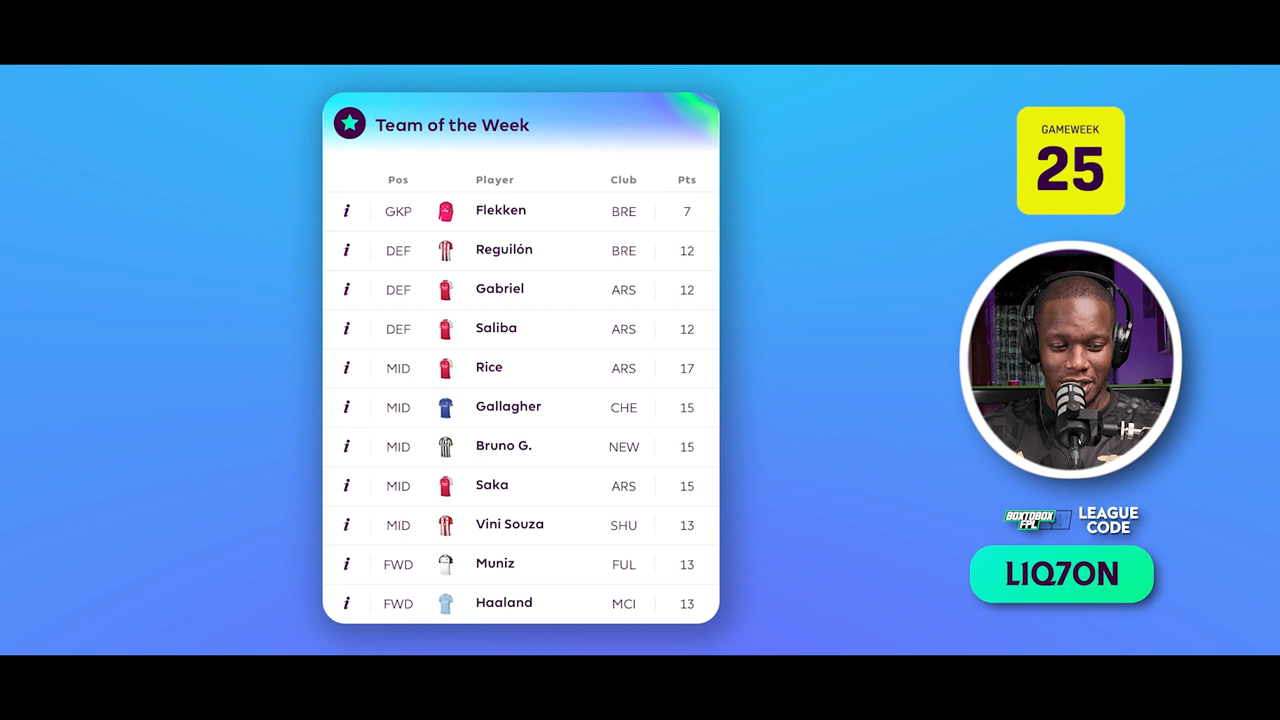 Team of the Week
Pos Player Club Pts
i GKP Flekken BRE 7
i DEF Reguilón BRE 12
i DEF Gabriel ARS 12
i DEF Saliba ARS 12
i MID Rice ARS 17
i MID Gallagher CHE 15
i MID Bruno G. NEW 15
i MID Saka ARS 15
i MID Vini Souza SHU 13
i FWD Muniz FUL 13
i FWD Haaland MCI 13
GAMEWEEK
25
BOXTOBOX
FPL
LEAGUE
CODE
L1Q7ON